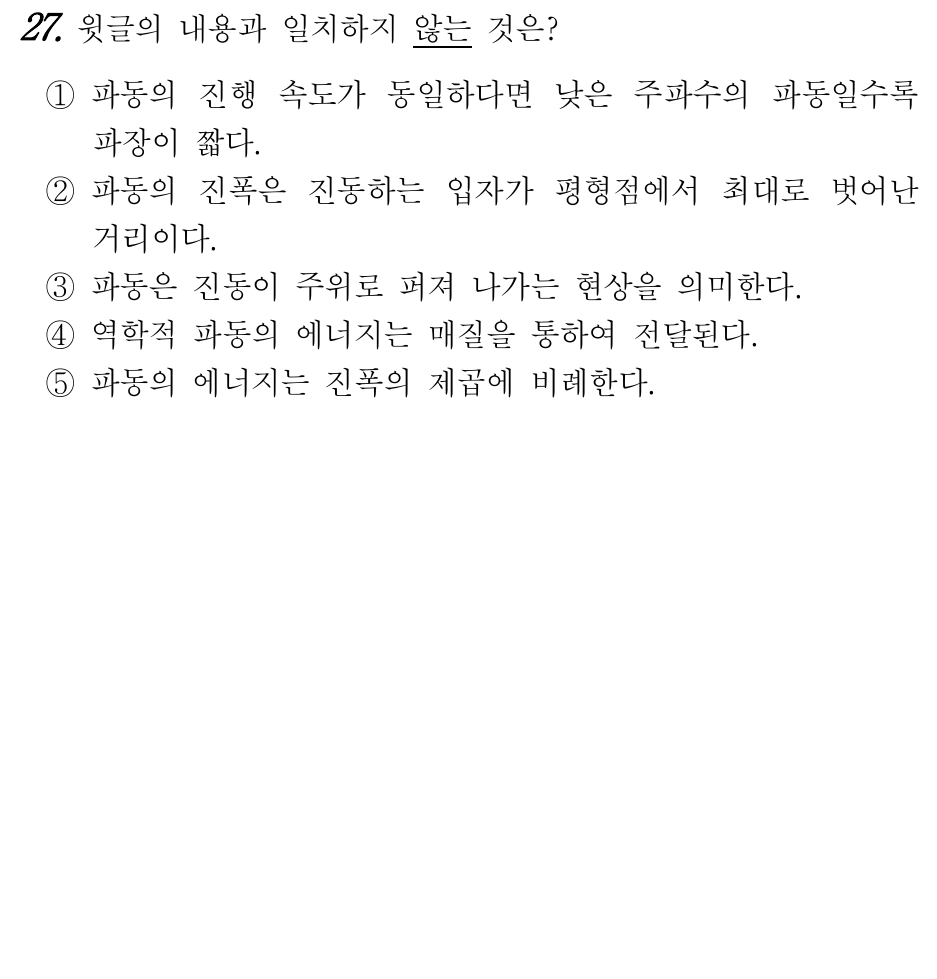 27. 윗글의 내용과 일치하지 않는 것은?
① 파동의 진행 속도가 동일하다면 낮은 주파수의 파동일수록
파장이 짧다.
② 파동의 진폭은 진동하는 입자가 평형점에서 최대로 벗어난
거리이다.
③ 파동은 진동이 주위로 퍼져 나가는 현상을 의미한다.
④ 역학적 파동의 에너지는 매질을 통하여 전달된다.
⑤ 파동의 에너지는 진폭의 제곱에 비례한다.